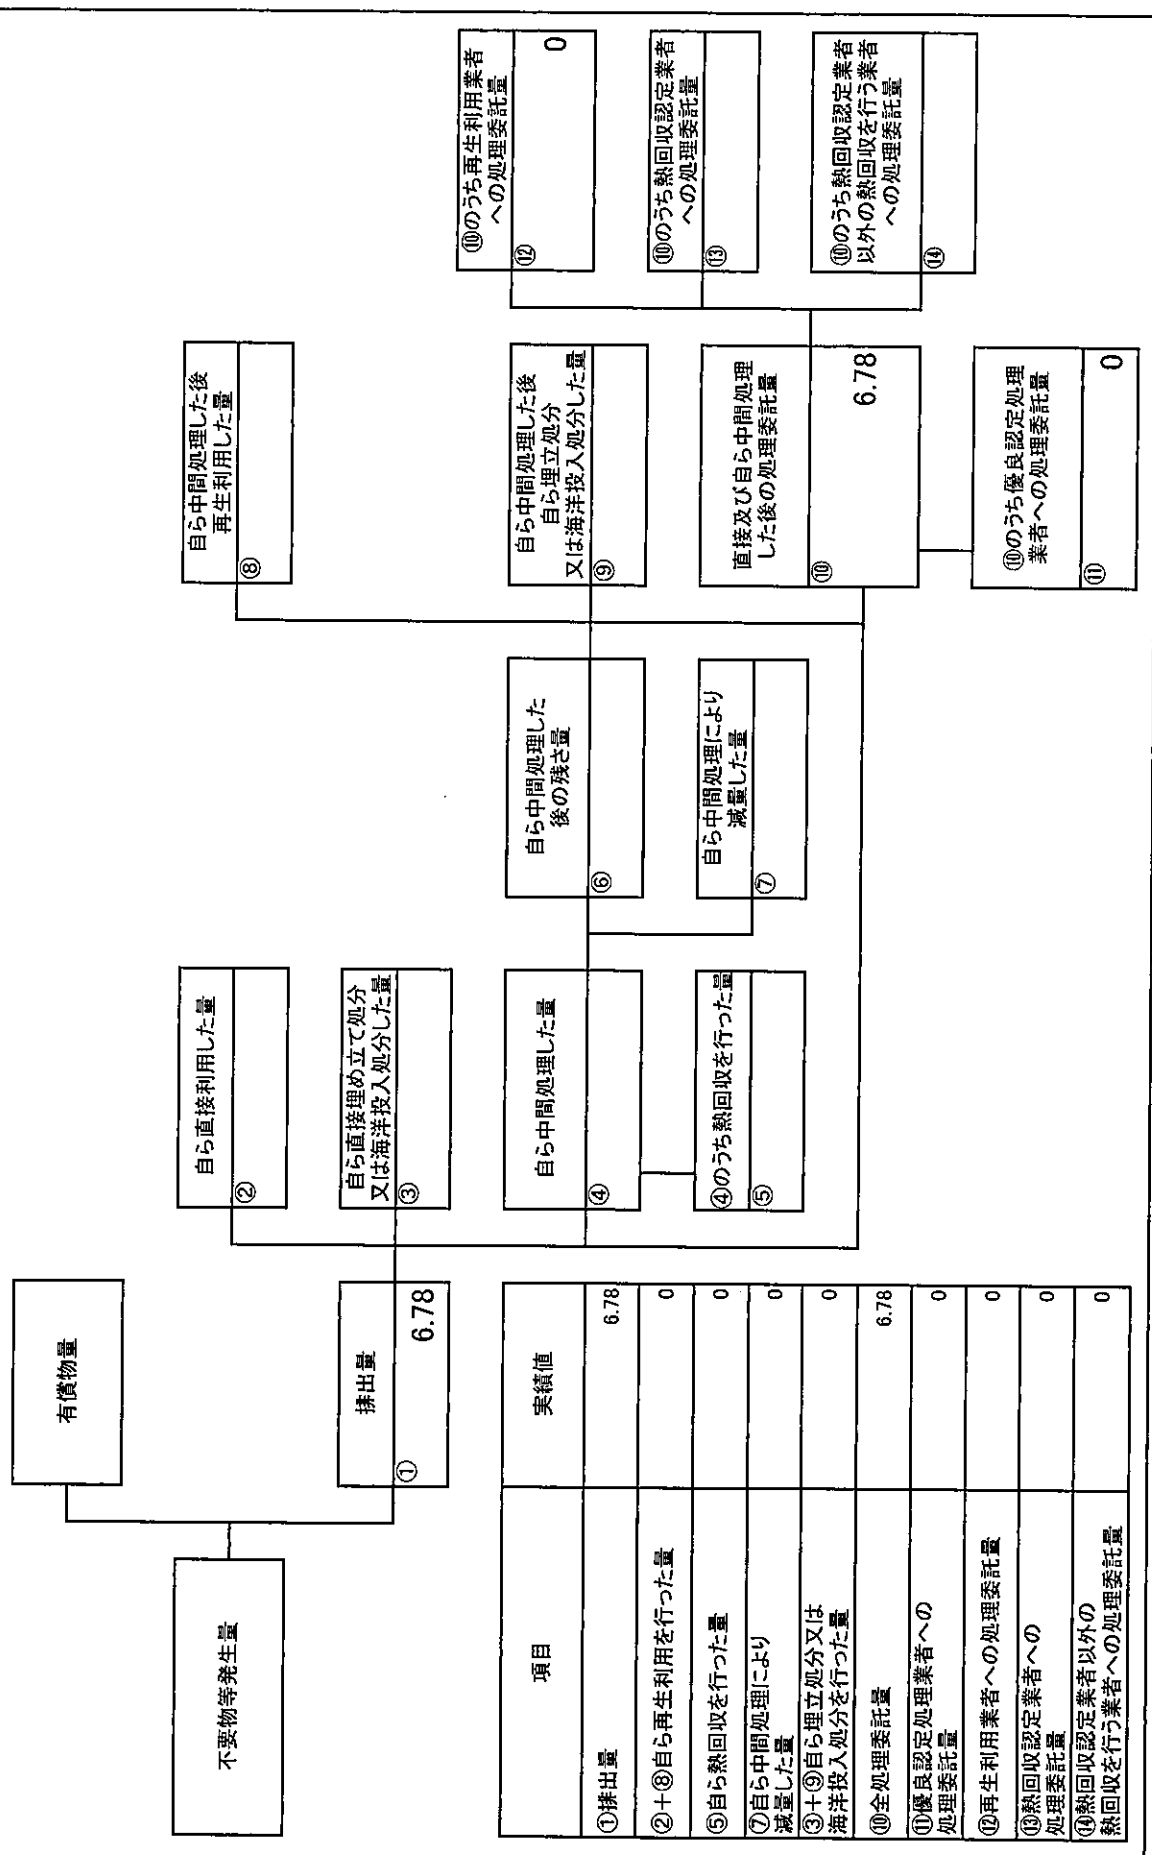 不要物等発生量
有償物量
排出量
①
6.78
自ら直接利用した量
②
自ら直接埋め立て処分
又は海洋投入処分した量
③
自ら中間処理した量
④
④のうち熱回収を行った量
⑤
自ら中間処理した
後の残さ量
⑥
自ら中間処理により
減量した量
⑦
自ら中間処理した後
再生利用した量
⑧
自ら中間処理した後
自ら埋立処分
又は海洋投入処分した量
⑨
直接及び自ら中間処理
した後の処理委託量
⑩
6.78
⑩のうち優良認定処理
業者への処理委託量
⑪
0
⑩のうち再生利用業者
への処理委託量
⑫
0
⑩のうち熱回収認定業者
への処理委託量
⑬
⑩のうち熱回収認定業者
以外の熱回収を行う業者
への処理委託量
⑭
項目 実績値
①排出量 6.78
②+⑧自ら再生利用を行った量 0
⑤自ら熱回収を行った量 0
⑦自ら中間処理により
減量した量 0
③+⑨自ら埋立処分又は
海洋投入処分を行った量 0
⑩全処理委託量 6.78
⑪優良認定処理業者への
処理委託量 0
⑫再生利用業者への処理委託量 0
⑬熱回収認定業者への
処理委託量 0
⑭熱回収認定業者以外の
熱回収を行う業者への処理委託量 0